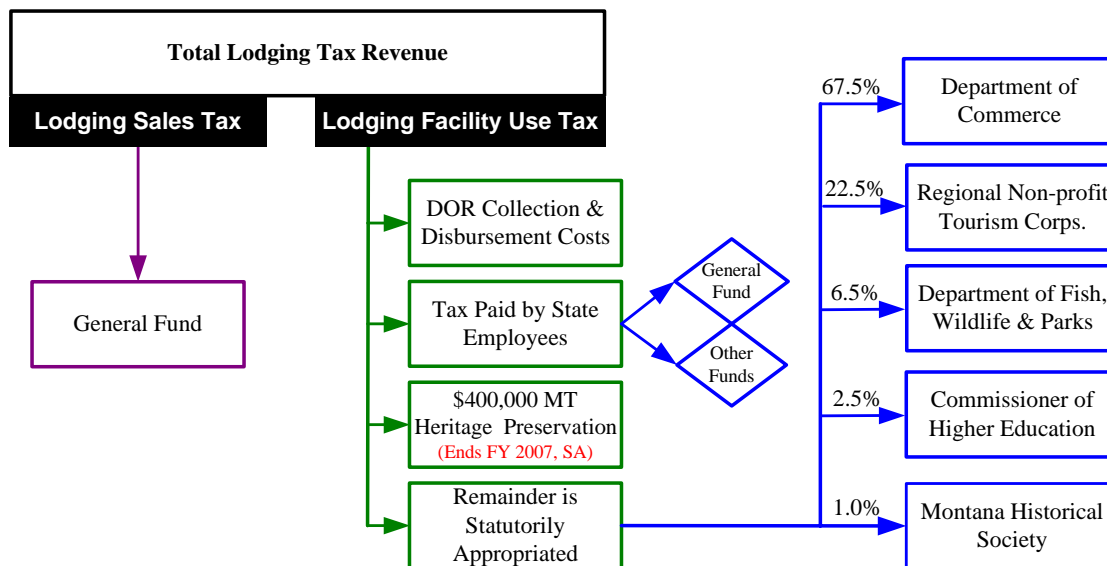 Total Lodging Tax Revenue
Lodging Sales Tax
Lodging Facility Use Tax
General Fund
DOR Collection &
Disbursement Costs
Tax Paid by State
Employees
General
Fund
Other
Funds
$400,000 MT
Heritage Preservation
(Ends FY 2007, SA)
Remainder is
Statutorily
Appropriated
67.5%
Department of
Commerce
22.5%
Regional Non-profit
Tourism Corps.
6.5%
Department of Fish,
Wildlife & Parks
2.5%
Commissioner of
Higher Education
1.0%
Montana Historical
Society